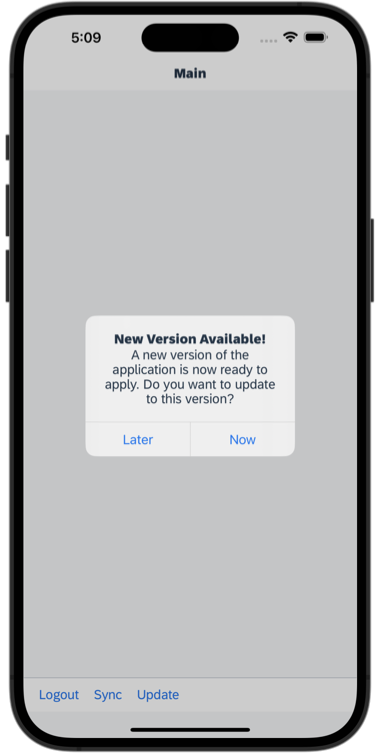 5:09
Main
New Version Available!
A new version of the
application is now ready to
apply. Do you want to update
to this version?
Later Now
Logout Sync Update